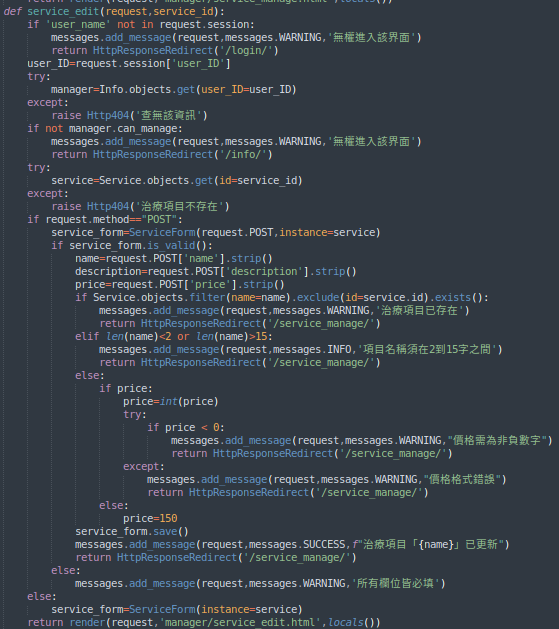 return render(request,'manager/service_manage.html',locals())
def service_edit(request,service_id):
    if 'user_name' not in request.session:
        messages.add_message(request,messages.WARNING,'無權進入該界面')
        return HttpResponseRedirect('/login/')
    user_ID=request.session['user_ID']
    try:
        manager=Info.objects.get(user_ID=user_ID)
    except:
        raise Http404('查無該資訊')
    if not manager.can_manage:
        messages.add_message(request,messages.WARNING,'無權進入該界面')
        return HttpResponseRedirect('/info/')
    try:
        service=Service.objects.get(id=service_id)
    except:
        raise Http404('治療項目不存在')
    if request.method=="POST":
        service_form=ServiceForm(request.POST,instance=service)
        if service_form.is_valid():
            name=request.POST['name'].strip()
            description=request.POST['description'].strip()
            price=request.POST['price'].strip()
            if Service.objects.filter(name=name).exclude(id=service.id).exists():
                messages.add_message(request,messages.WARNING,'治療項目已存在')
                return HttpResponseRedirect('/service_manage/')
            elif len(name)<2 or len(name)>15:
                messages.add_message(request,messages.INFO,'項目名稱須在2到15字之間')
                return HttpResponseRedirect('/service_manage/')
            else:
                if price:
                    price=int(price)
                    try:
                        if price < 0:
                            messages.add_message(request,messages.WARNING,"價格需為非負數字")
                            return HttpResponseRedirect('/service_manage/')
                    except:
                        messages.add_message(request,messages.WARNING,"價格格式錯誤")
                        return HttpResponseRedirect('/service_manage/')
                else:
                    price=150
            service_form.save()
            messages.add_message(request,messages.SUCCESS,f"治療項目「{name}」已更新")
            return HttpResponseRedirect('/service_manage/')
        else:
            messages.add_message(request,messages.WARNING,'所有欄位皆必填')
    else:
        service_form=ServiceForm(instance=service)
    return render(request,'manager/service_edit.html',locals())